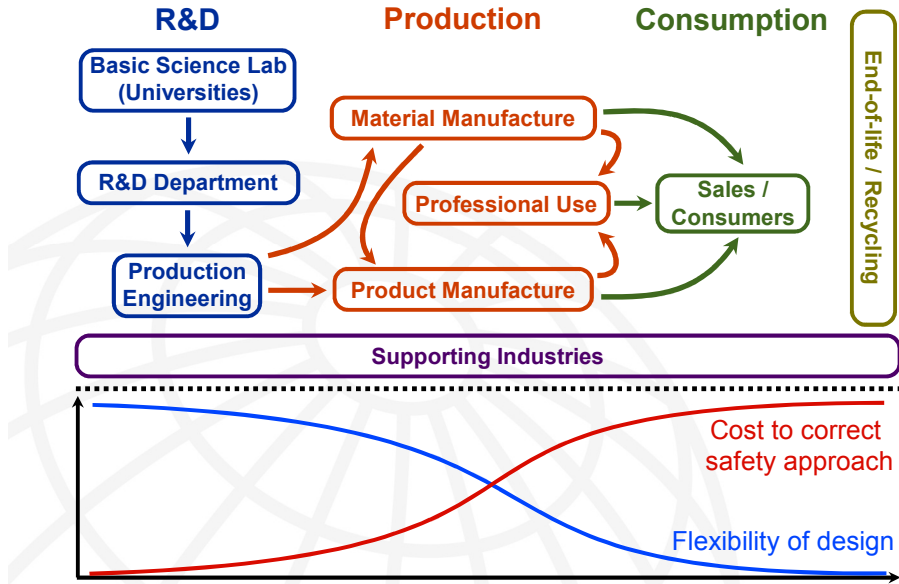 R&D
Production
Consumption
Basic Science Lab
(Universities)
R&D Department
Production
Engineering
Material Manufacture
Professional Use
Product Manufacture
Sales /
Consumers
End-of-life / Recycling
Supporting Industries
Cost to correct
safety approach
Flexibility of design